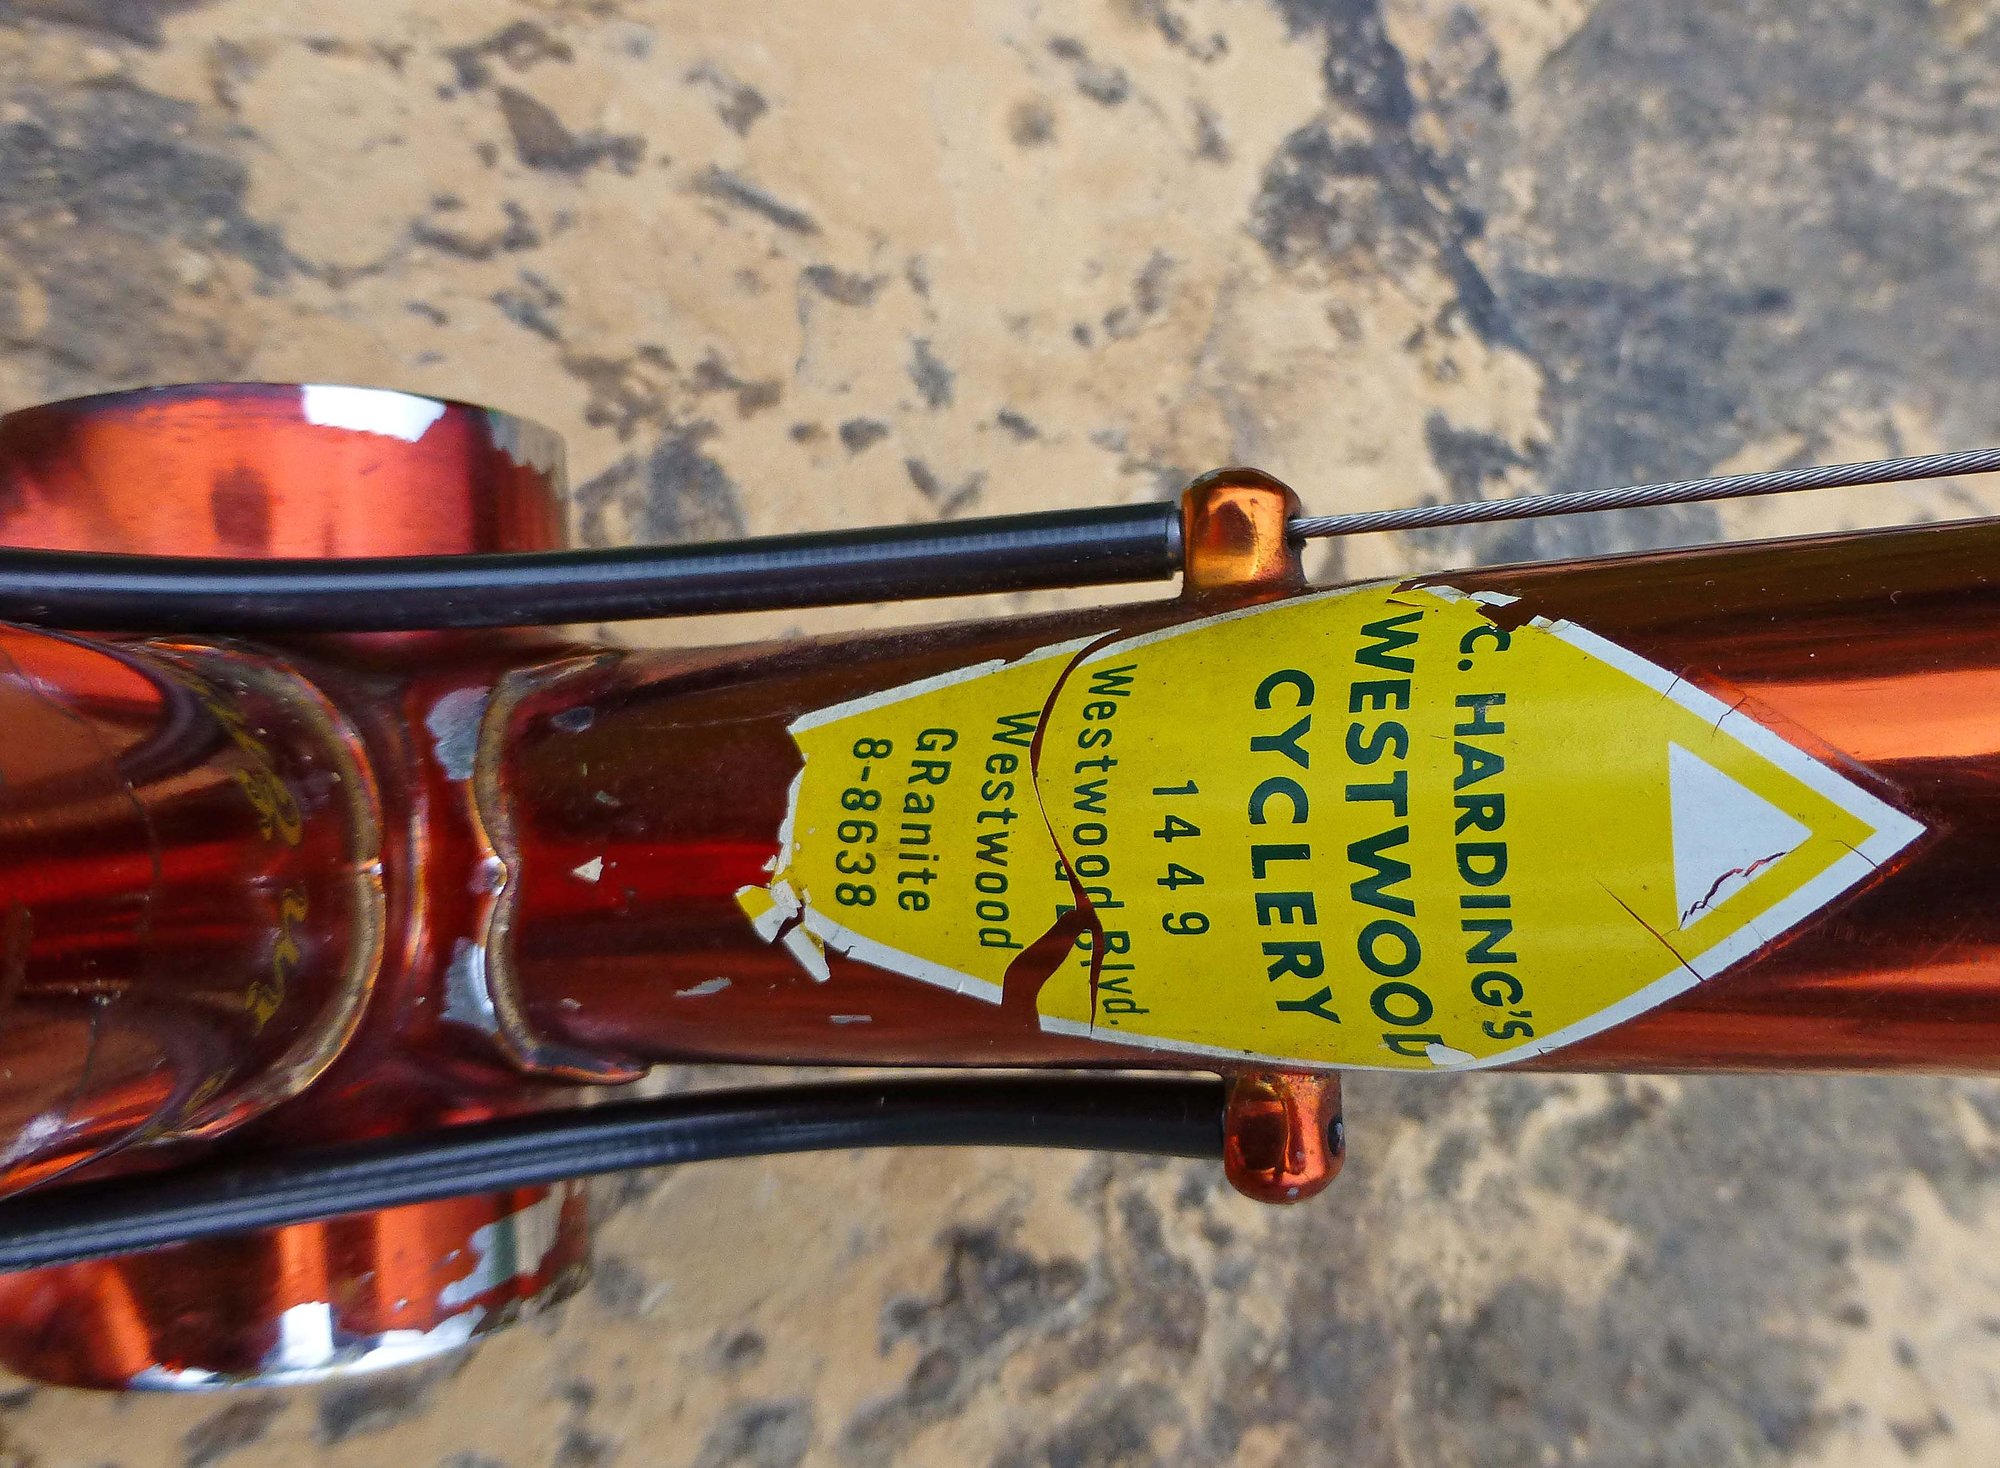 C. HARDING'S
WESTWOOD
CYCLERY
1449
Westwood Blvd.
Westwood
GRanite
8-8638